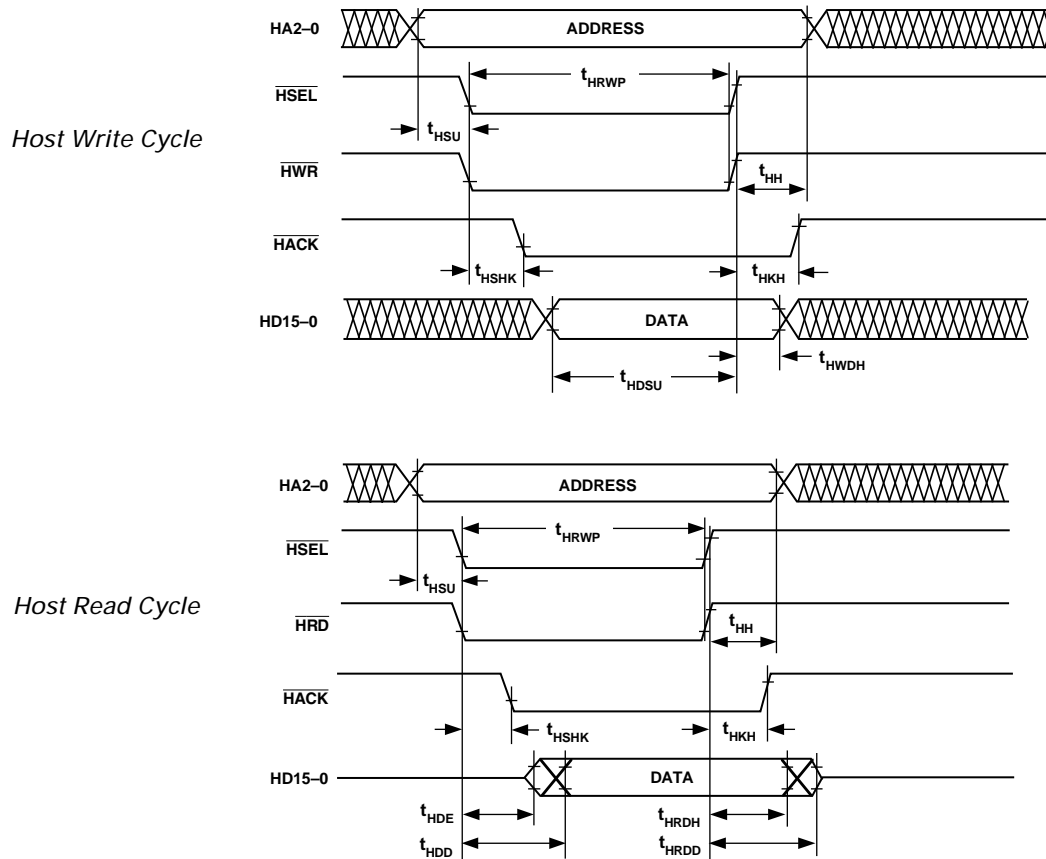 HA2–0
ADDRESS
HSEL
tHRWP
Host Write Cycle
tHSU
HWR
tHH
HACK
tHSHK
tHKH
HD15–0
DATA
tHWDH
tHDSU
HA2–0
ADDRESS
HSEL
tHRWP
tHSU
Host Read Cycle
HRD
tHH
HACK
tHSHK
tHKH
HD15–0
DATA
tHDE
tHRDH
tHDD
tHRDD